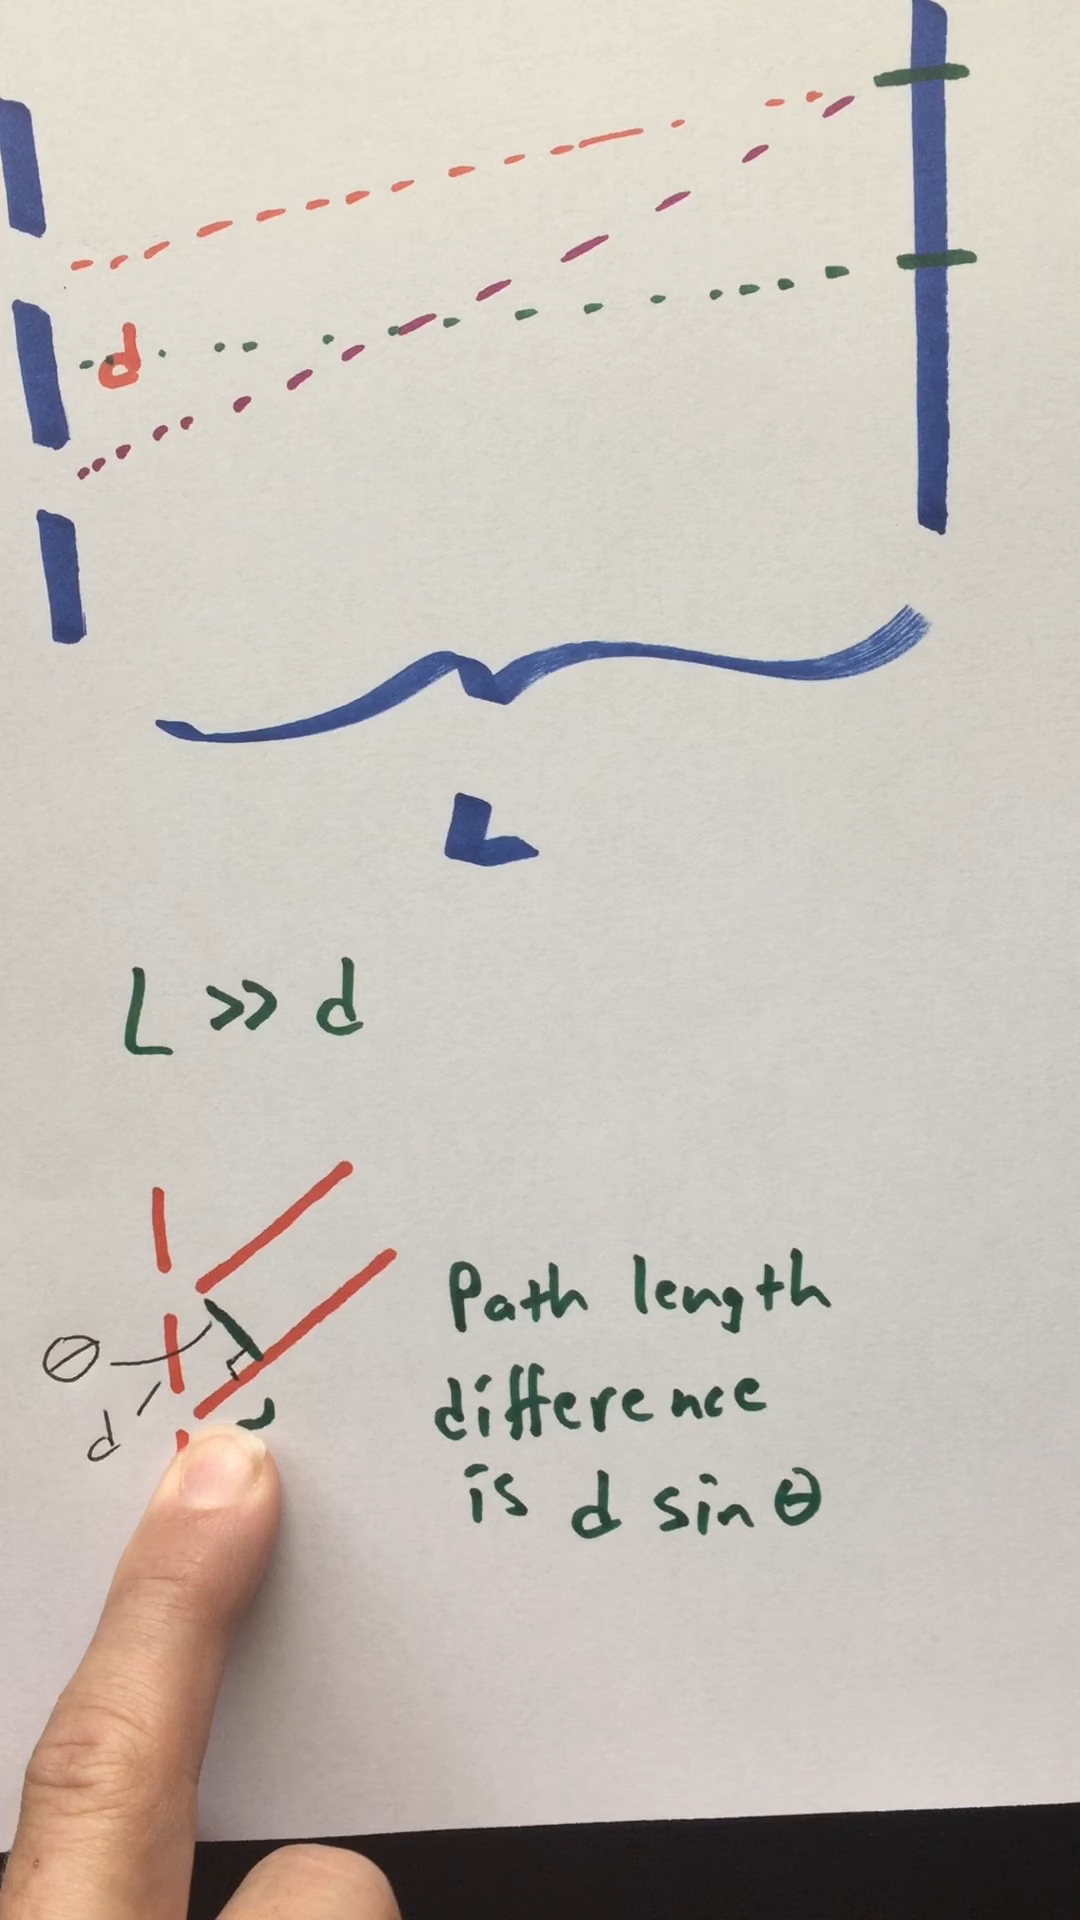 d
L
L >> d
θ
d
Path length
difference
is d sin θ